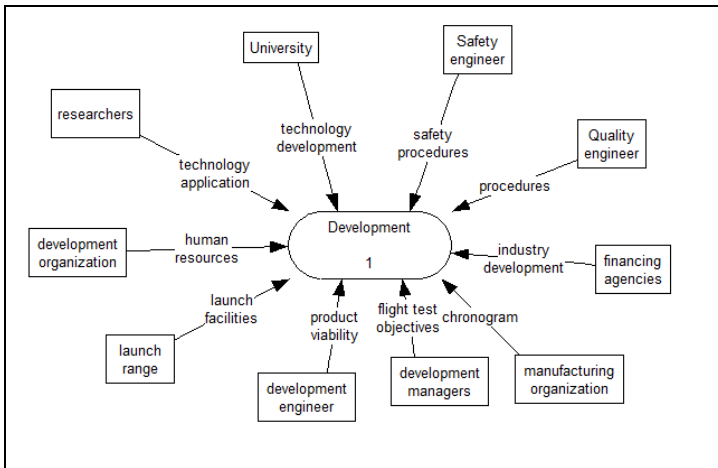 University
Safety
engineer
researchers
technology
development
safety
procedures
Quality
engineer
technology
application
procedures
development
organization
human
resources
Development
1
industry
development
financing
agencies
launch
facilities
product
viability
flight test
objectives
chronogram
launch
range
development
engineer
development
managers
manufacturing
organization